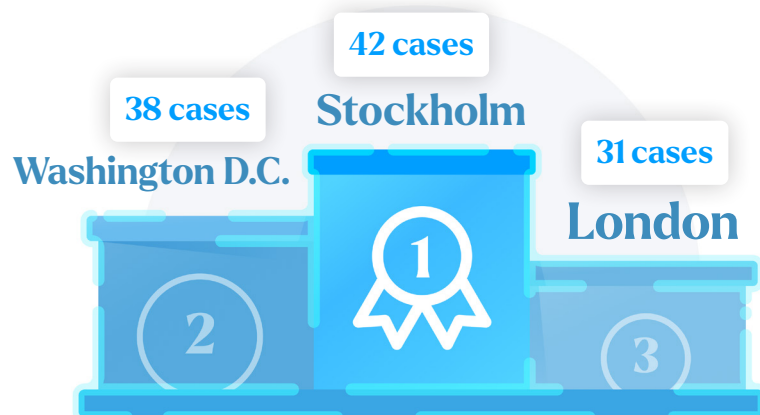 42 cases
Stockholm
38 cases
Washington D.C.
31 cases
London
1
2
3